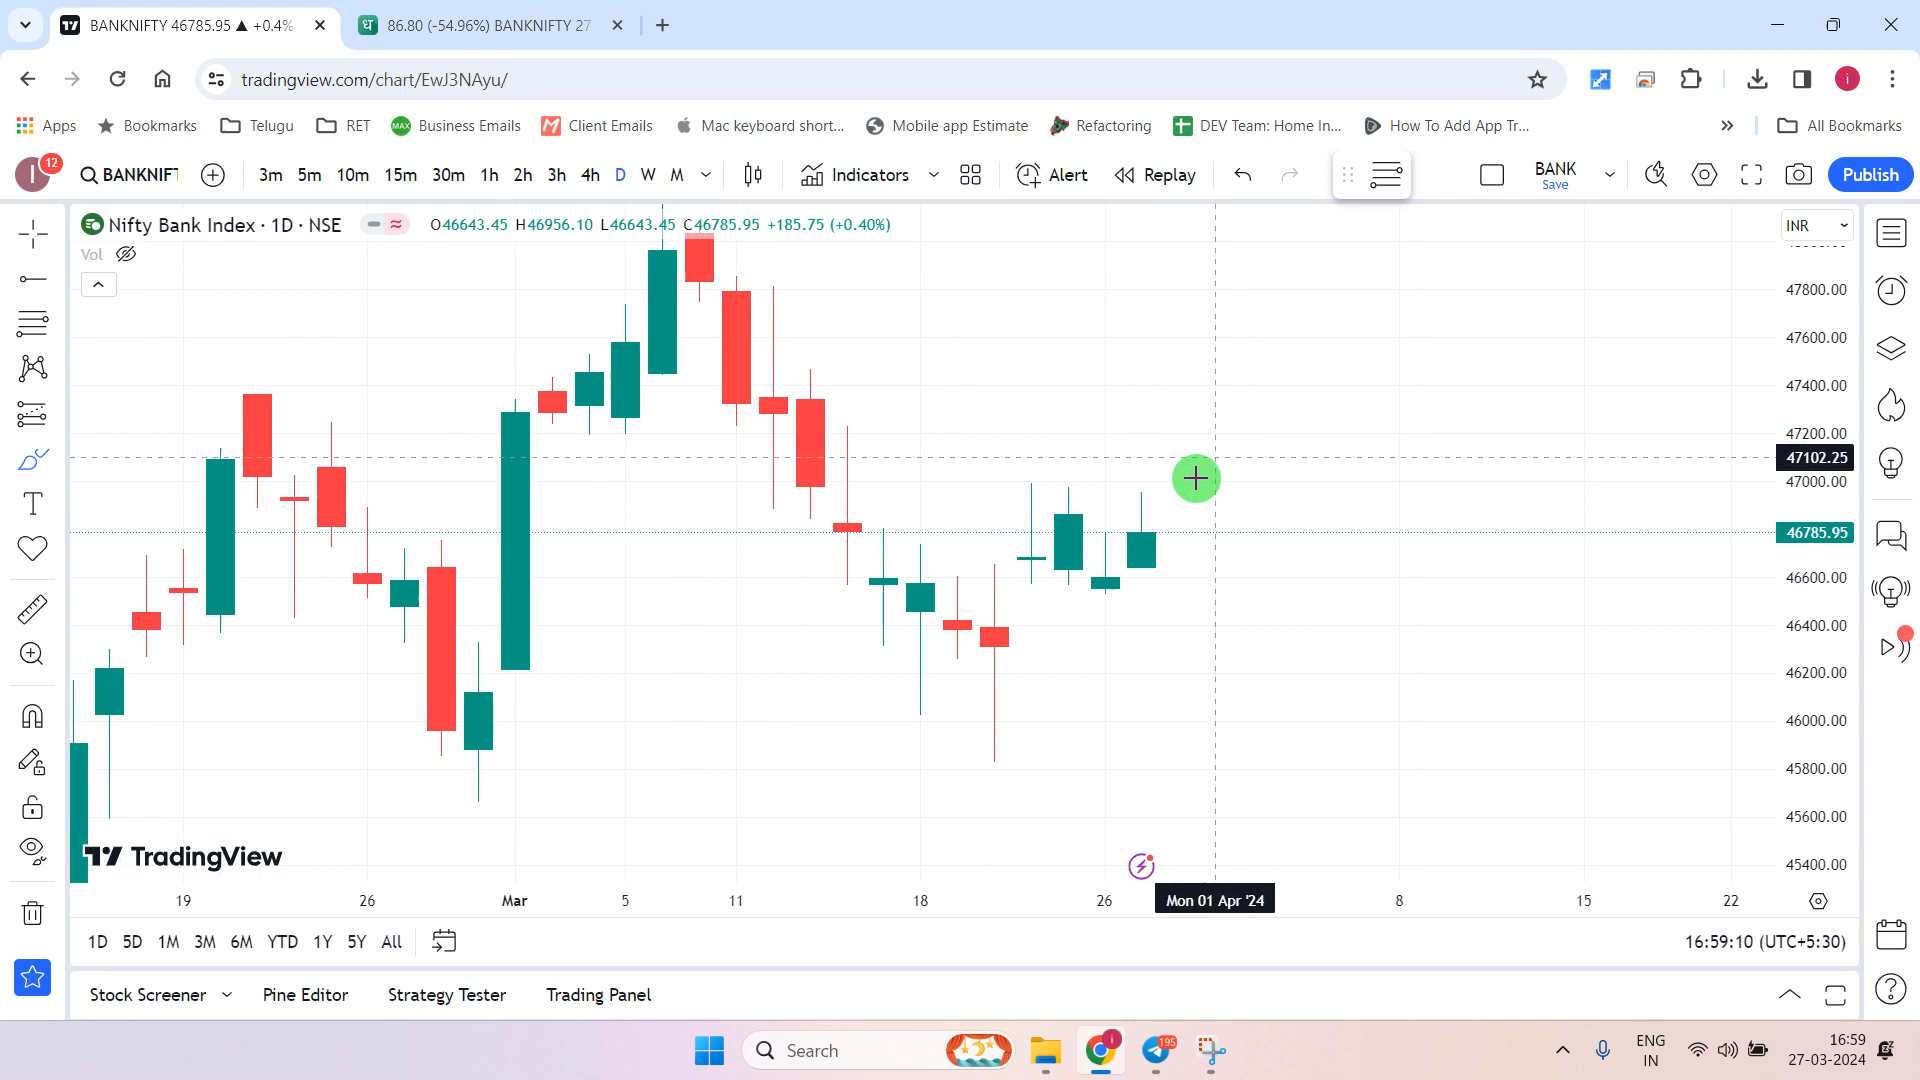 BANKNIFTY 46785.95 ▲ +0.4%
86.80 (-54.96%) BANKNIFTY 27
tradingview.com/chart/EwJ3NAyu/
Apps
Bookmarks
Telugu
RET
MAX
Business Emails
Client Emails
Mac keyboard short...
Mobile app Estimate
Refactoring
DEV Team: Home In...
How To Add App Tr...
All Bookmarks
I
12
BANKNIFT
3m 5m 10m 15m 30m 1h 2h 3h 4h D W M
Indicators
Alert
Replay
BANK
Save
Publish
Nifty Bank Index · 1D · NSE
O46643.45 H46956.10 L46643.45 C46785.95 +185.75 (+0.40%)
INR
Vol
47800.00
47600.00
47400.00
47200.00
47102.25
47000.00
46785.95
46600.00
46400.00
46200.00
46000.00
45800.00
45600.00
45400.00
TradingView
19 26 Mar 5 11 18 26 Mon 01 Apr '24 8 15 22
1D 5D 1M 3M 6M YTD 1Y 5Y All
16:59:10 (UTC+5:30)
Stock Screener
Pine Editor
Strategy Tester
Trading Panel
Search
195
ENG
IN
16:59
27-03-2024